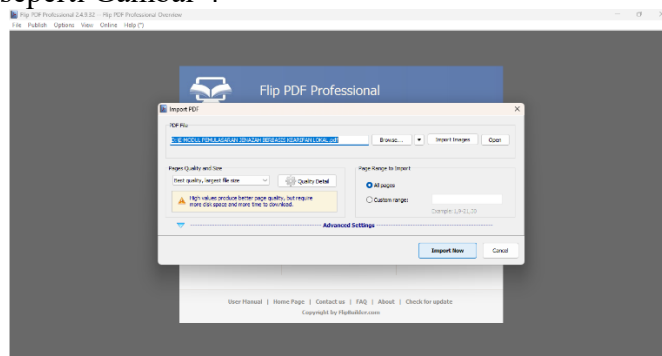 seperti Gambar
Flip PDF Professional 2.4.9.32 - Flip PDF Professional Overview
File Publish Options View Online Help(*)
Flip PDF Professional
Import PDF
PDF File
E-MODUL PEMULASARAN JENAZAH BERBASIS KEARIFAN LOKAL.pdf Browse... Import Images Open
Pages Quality and Size
Best quality, largest file size Quality Detail
High values produce better page quality, but require
more disk space and more time to download.
Page Range to Import
All pages
Custom range:
Example: 1,9-21,23
Advanced Settings
Import Now Cancel
User Manual | Home Page | Contact us | FAQ | About | Check for update
Copyright by FlipBuilder.com